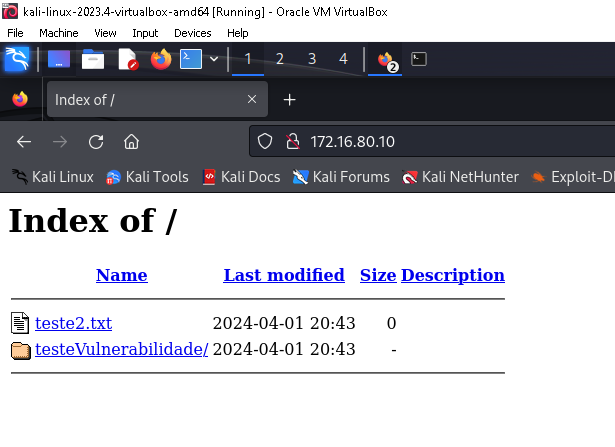 kali-linux-2023.4-virtualbox-amd64 [Running] - Oracle VM VirtualBox
File Machine View Input Devices Help
1 2 3 4 2
Index of /
172.16.80.10
Kali Linux Kali Tools Kali Docs Kali Forums Kali NetHunter Exploit-D
Index of /
Name Last modified Size Description
teste2.txt 2024-04-01 20:43 0
testeVulnerabilidade/ 2024-04-01 20:43 -